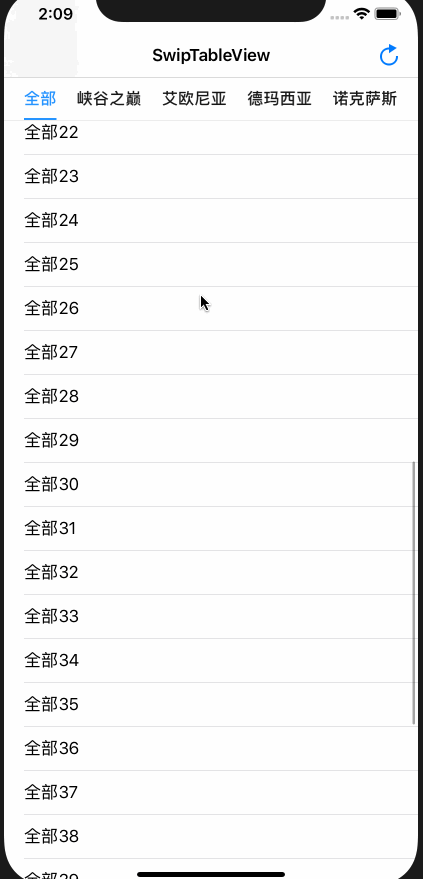 2:09
SwipTableView
全部 峡谷之巅 艾欧尼亚 德玛西亚 诺克萨斯
全部22
全部23
全部24
全部25
全部26
全部27
全部28
全部29
全部30
全部31
全部32
全部33
全部34
全部35
全部36
全部37
全部38
全部39